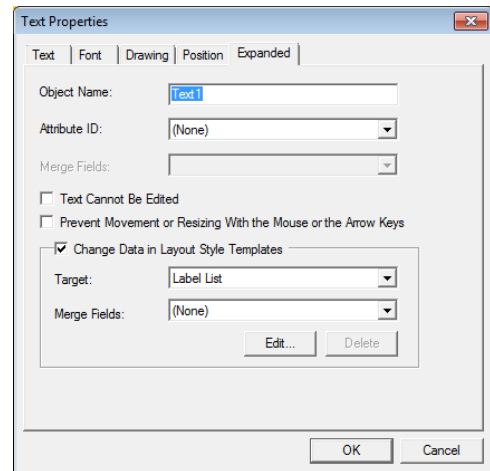 Text Properties
Text Font Drawing Position Expanded
Object Name: Text1
Attribute ID: (None)
Merge Fields:
Text Cannot Be Edited
Prevent Movement or Resizing With the Mouse or the Arrow Keys
Change Data in Layout Style Templates
Target: Label List
Merge Fields: (None)
Edit... Delete
OK Cancel